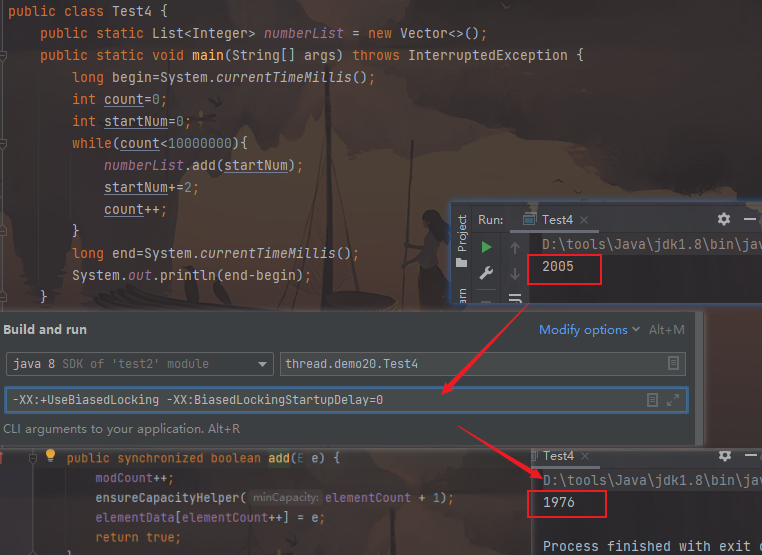 public class Test4 {
public static List<Integer> numberList = new Vector<>();
public static void main(String[] args) throws InterruptedException {
long begin=System.currentTimeMillis();
int count=0;
int startNum=0;
while(count<10000000){
numberList.add(startNum);
startNum+=2;
count++;
}
long end=System.currentTimeMillis();
System.out.println(end-begin);
}
Project
Run: Test4 ×
D:\tools\Java\jdk1.8\bin\jav
2005
Build and run
Modify options Alt+M
java 8 SDK of 'test2' module
thread.demo20.Test4
-XX:+UseBiasedLocking -XX:BiasedLockingStartupDelay=0
CLI arguments to your application. Alt+R
public synchronized boolean add(E e) {
modCount++;
ensureCapacityHelper( minCapacity: elementCount + 1);
elementData[elementCount++] = e;
return true;
Test4 ×
D:\tools\Java\jdk1.8\bin\jav
1976
Process finished with exit